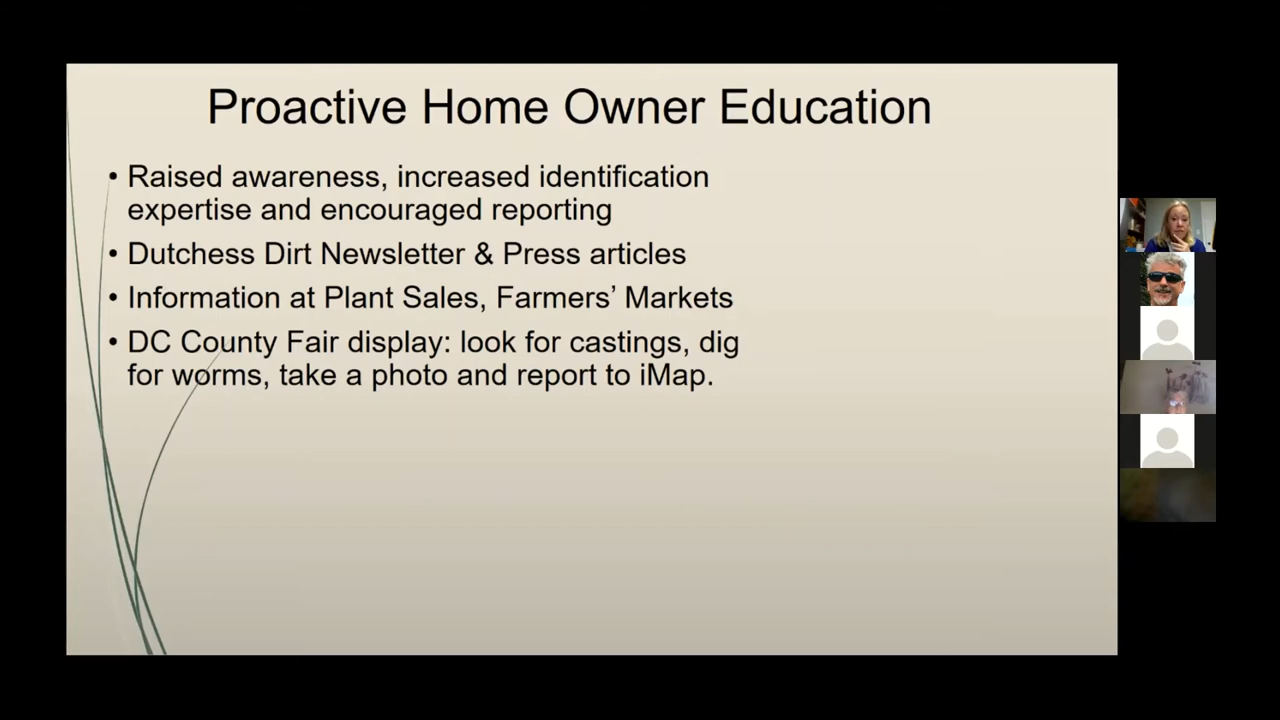 Proactive Home Owner Education
• Raised awareness, increased identification
expertise and encouraged reporting
• Dutchess Dirt Newsletter & Press articles
• Information at Plant Sales, Farmers’ Markets
• DC County Fair display: look for castings, dig
for worms, take a photo and report to iMap.